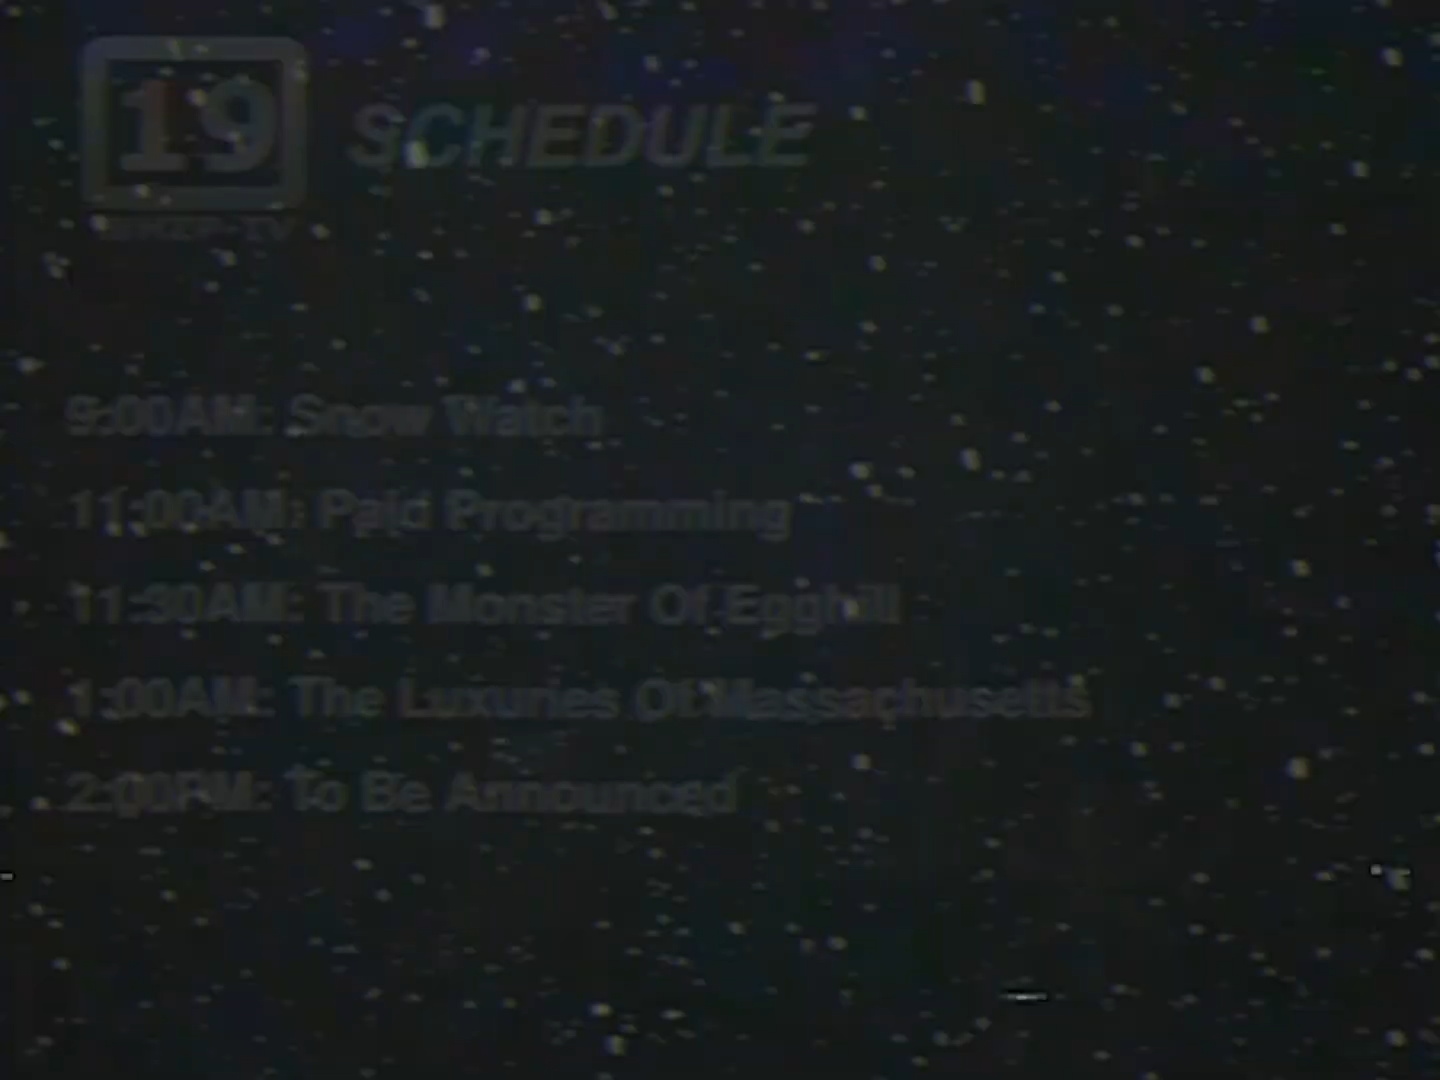 19 SCHEDULE
9:00AM: Snow Watch
11:00AM: Paid Programming
11:30AM: The Monster Of Egghill
1:00AM: The Luxuries Of Massachusetts
2:00PM: To Be Announced